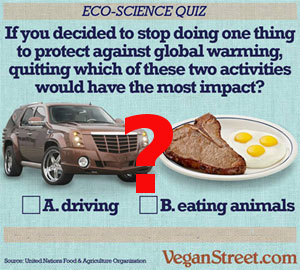 ECO-SCIENCE QUIZ
If you decided to stop doing one thing
to protect against global warming,
quitting which of these two activities
would have the most impact?
?
A. driving
B. eating animals
Source: United Nations Food & Agriculture Organization
VeganStreet.com